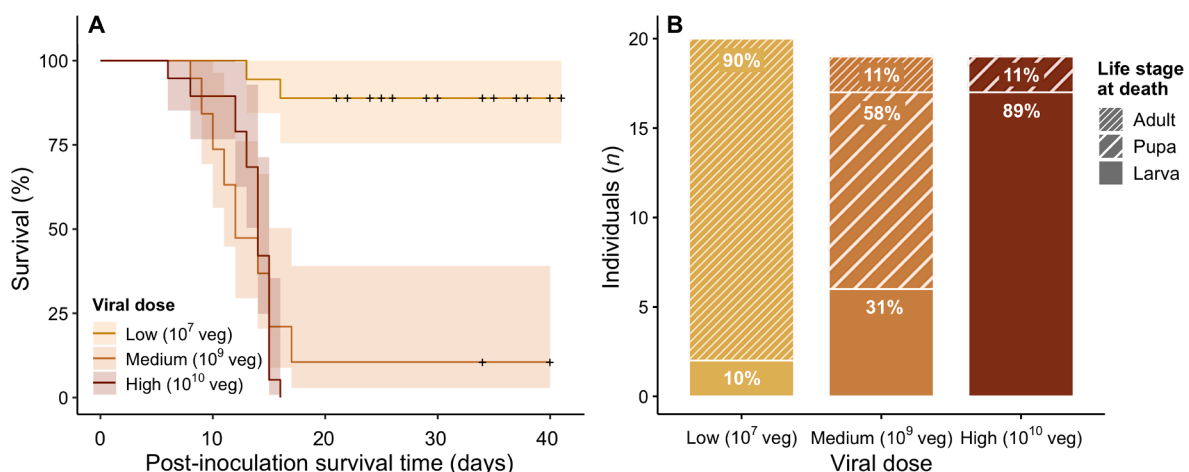 A
100
75
50
25
0
Survival (%)
Viral dose
Low (10⁷ veg)
Medium (10⁹ veg)
High (10¹⁰ veg)
0 10 20 30 40
Post-inoculation survival time (days)
B
20
15
10
5
0
Individuals (n)
90%
10%
11%
58%
31%
11%
89%
Low (10⁷ veg) Medium (10⁹ veg) High (10¹⁰ veg)
Viral dose
Life stage
at death
Adult
Pupa
Larva